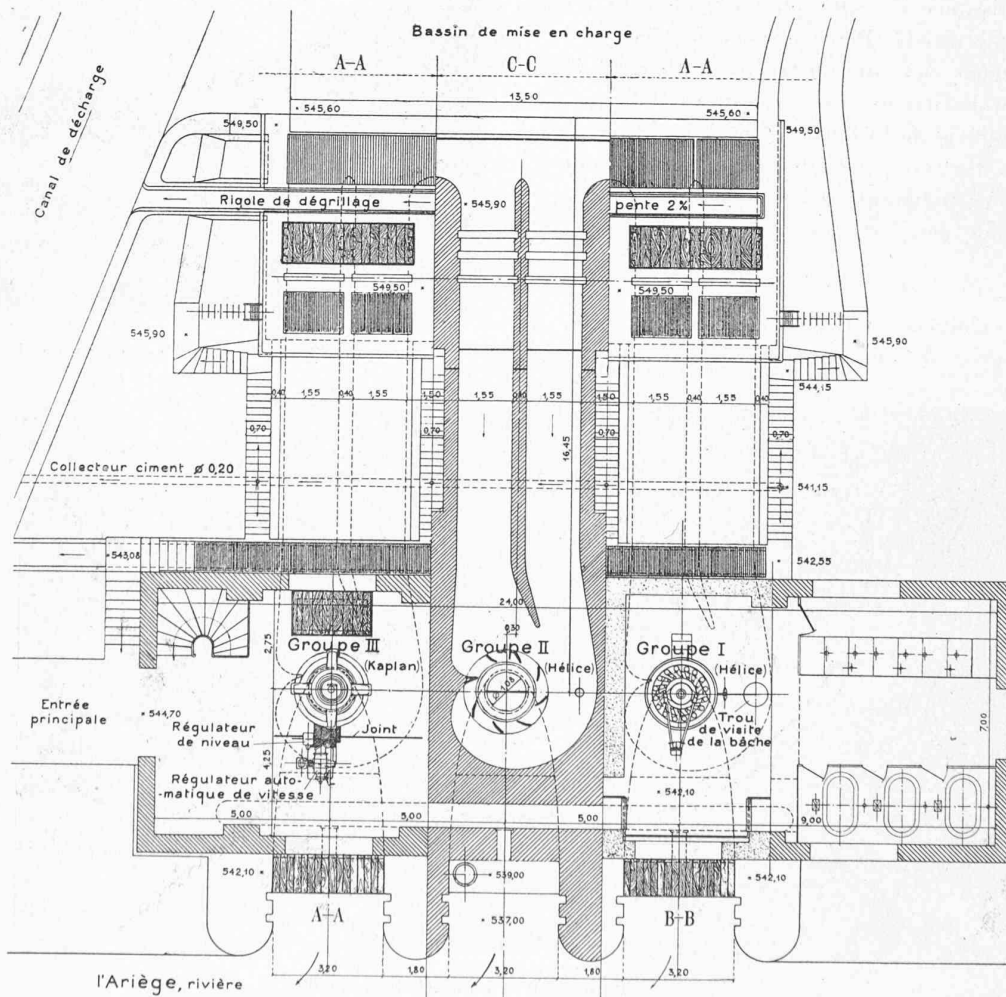 Bassin de mise en charge
A-A
C-C
A-A
13,50
545,60
545,60
549,50
549,50
Canal de décharge
Rigole de dégrillage
545,90
pente 2%
549,50
549,50
545,90
545,90
544,15
0,40
1,55
0,40
1,55
1,50
1,55
1,55
1,50
1,55
0,40
1,55
0,40
0,70
0,70
0,70
0,70
16,45
Collecteur ciment ø 0,20
541,15
543,08
542,55
24,00
0,30
2,75
Groupe III
(Kaplan)
Groupe II
(Hélice)
Groupe I
(Hélice)
1,08
Entrée
principale
544,70
Régulateur
de niveau
Joint
Trou
de visite
de la bâche
7,00
4,25
Régulateur auto-
matique de vitesse
542,10
5,00
5,00
5,00
9,00
542,10
539,00
542,10
A-A
537,00
B-B
3,20
1,80
3,20
1,80
3,20
l'Ariège, rivière